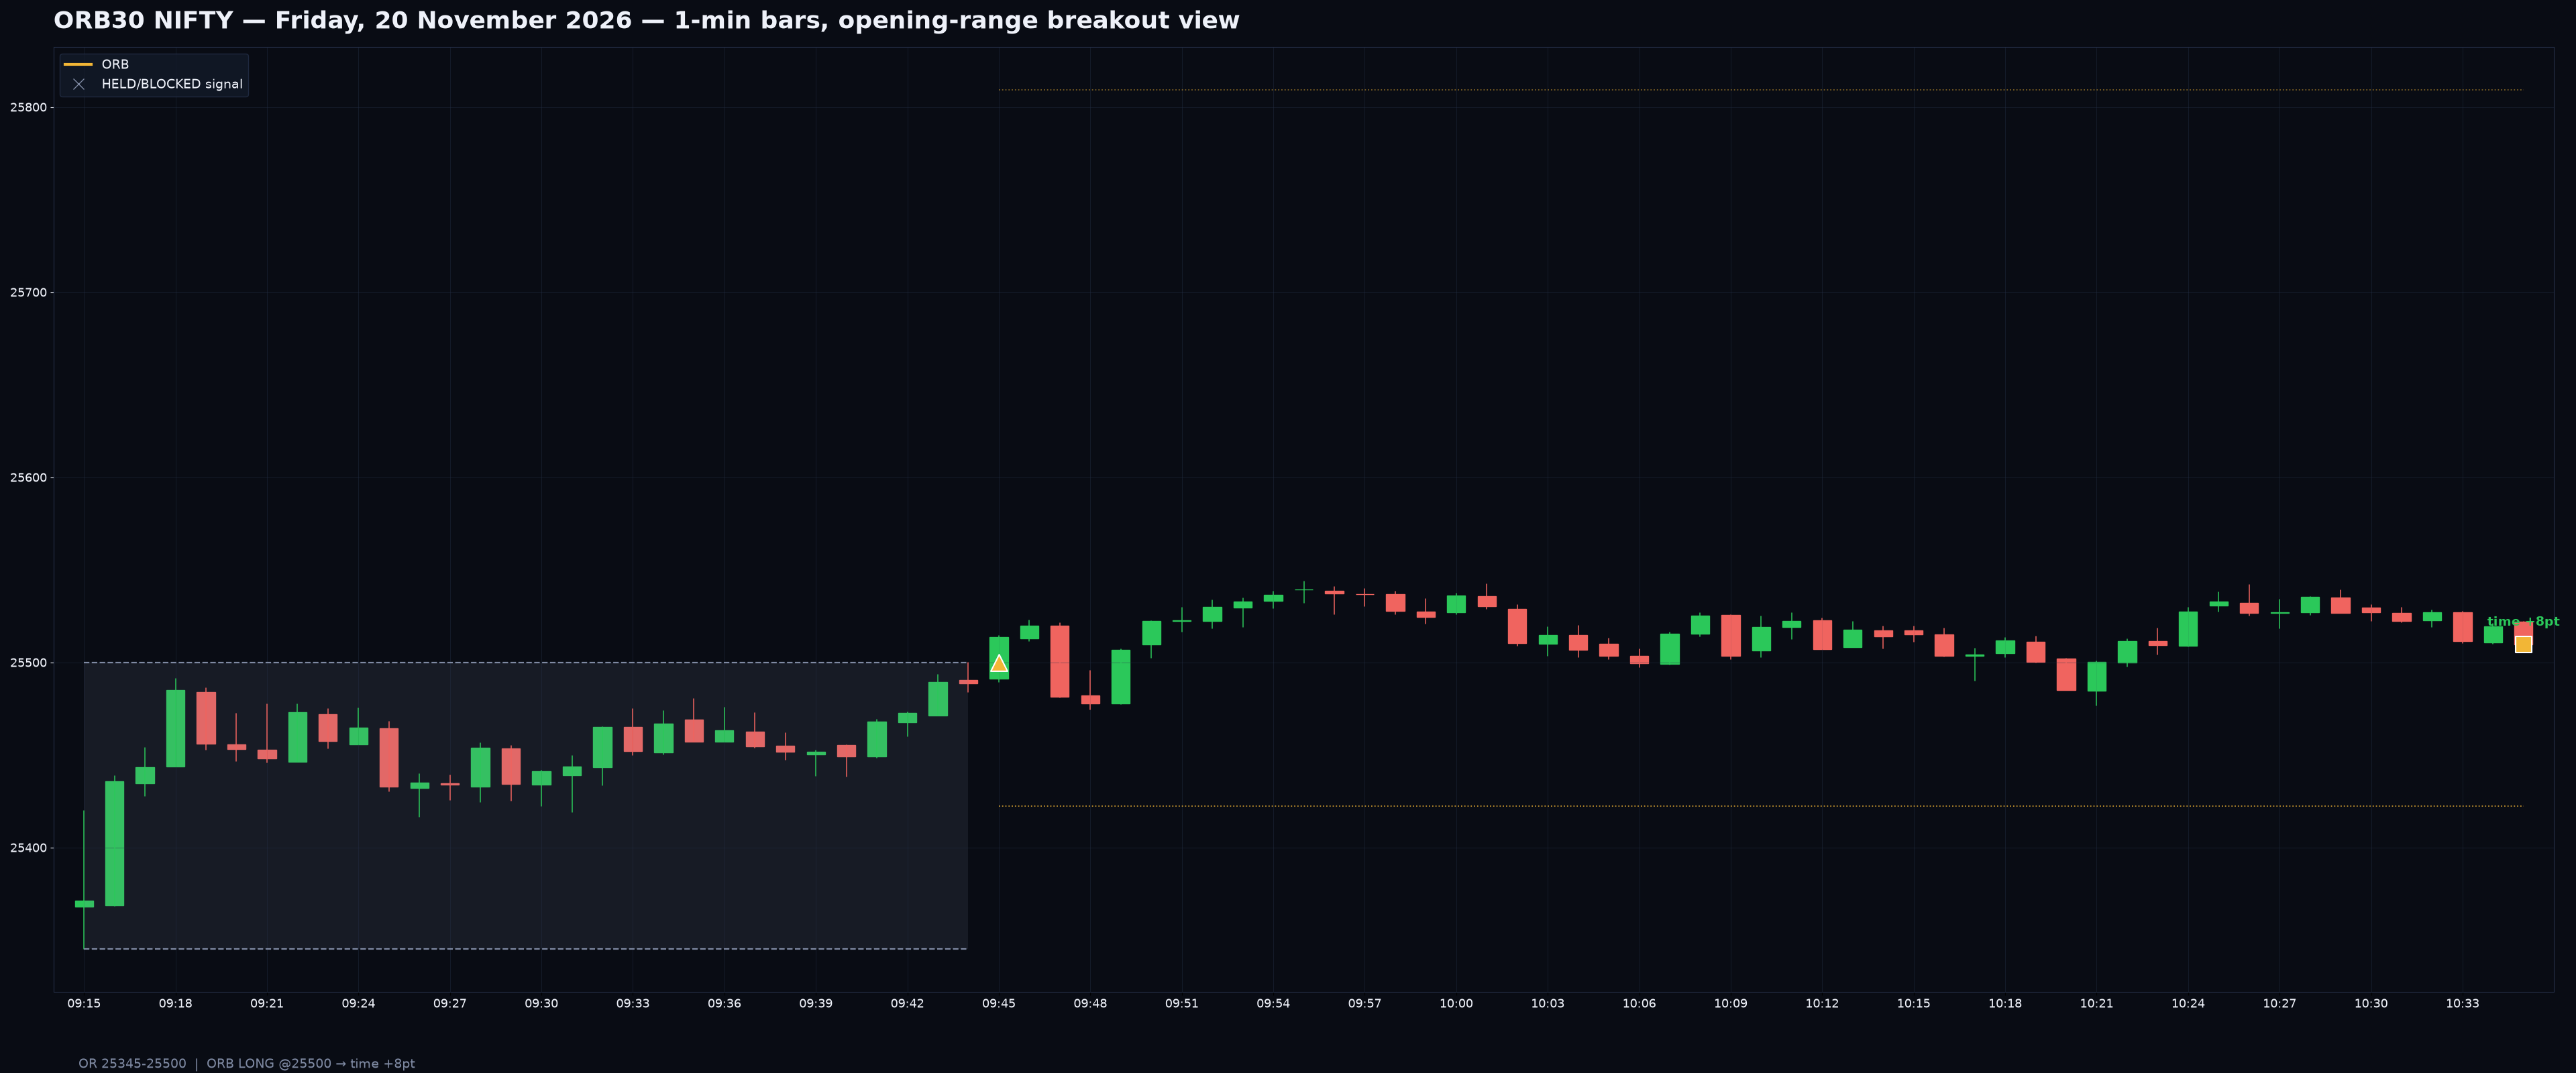 ORB30 NIFTY — Friday, 20 November 2026 — 1-min bars, opening-range breakout view
ORB
HELD/BLOCKED signal
25800
25700
25600
25500
25400
time +8pt
09:15 09:18 09:21 09:24 09:27 09:30 09:33 09:36 09:39 09:42 09:45 09:48 09:51 09:54 09:57 10:00 10:03 10:06 10:09 10:12 10:15 10:18 10:21 10:24 10:27 10:30 10:33
OR 25345-25500 | ORB LONG @25500 → time +8pt